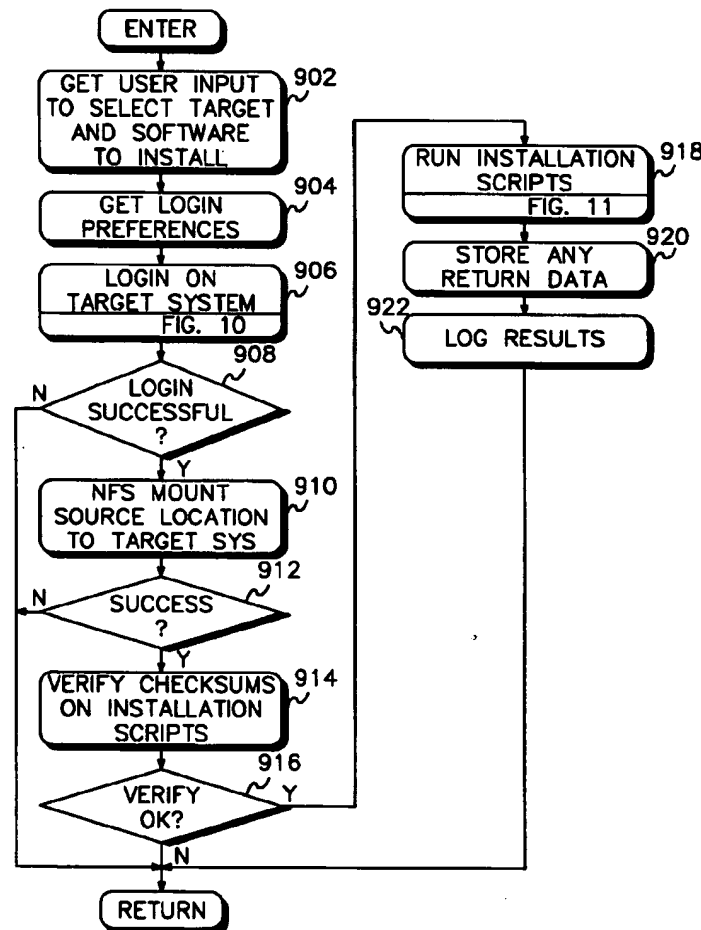 ENTER
902
GET USER INPUT
TO SELECT TARGET
AND SOFTWARE
TO INSTALL
904
GET LOGIN
PREFERENCES
906
LOGIN ON
TARGET SYSTEM
FIG. 10
908
LOGIN
SUCCESSFUL
?
N
Y
910
NFS MOUNT
SOURCE LOCATION
TO TARGET SYS
912
SUCCESS
?
N
Y
914
VERIFY CHECKSUMS
ON INSTALLATION
SCRIPTS
916
VERIFY
OK?
Y
N
RETURN
918
RUN INSTALLATION
SCRIPTS
FIG. 11
920
STORE ANY
RETURN DATA
922
LOG RESULTS